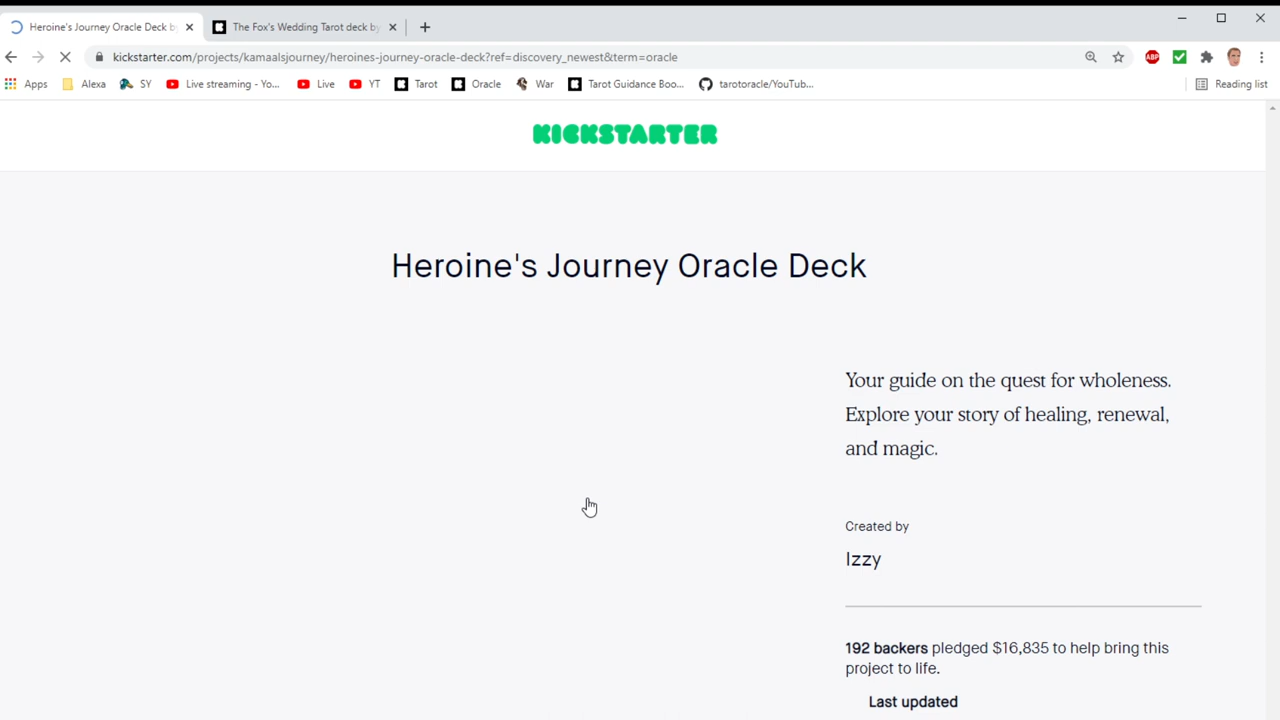 Heroine's Journey Oracle Deck by
The Fox's Wedding Tarot deck by
kickstarter.com/projects/kamaalsjourney/heroines-journey-oracle-deck?ref=discovery_newest&term=oracle
ABP
Apps Alexa SY Live streaming - Yo... Live YT Tarot Oracle War Tarot Guidance Boo... tarotoracle/YouTub... Reading list
KICKSTARTER
Heroine's Journey Oracle Deck
Your guide on the quest for wholeness.
Explore your story of healing, renewal,
and magic.
Created by
Izzy
192 backers pledged $16,835 to help bring this
project to life.
Last updated